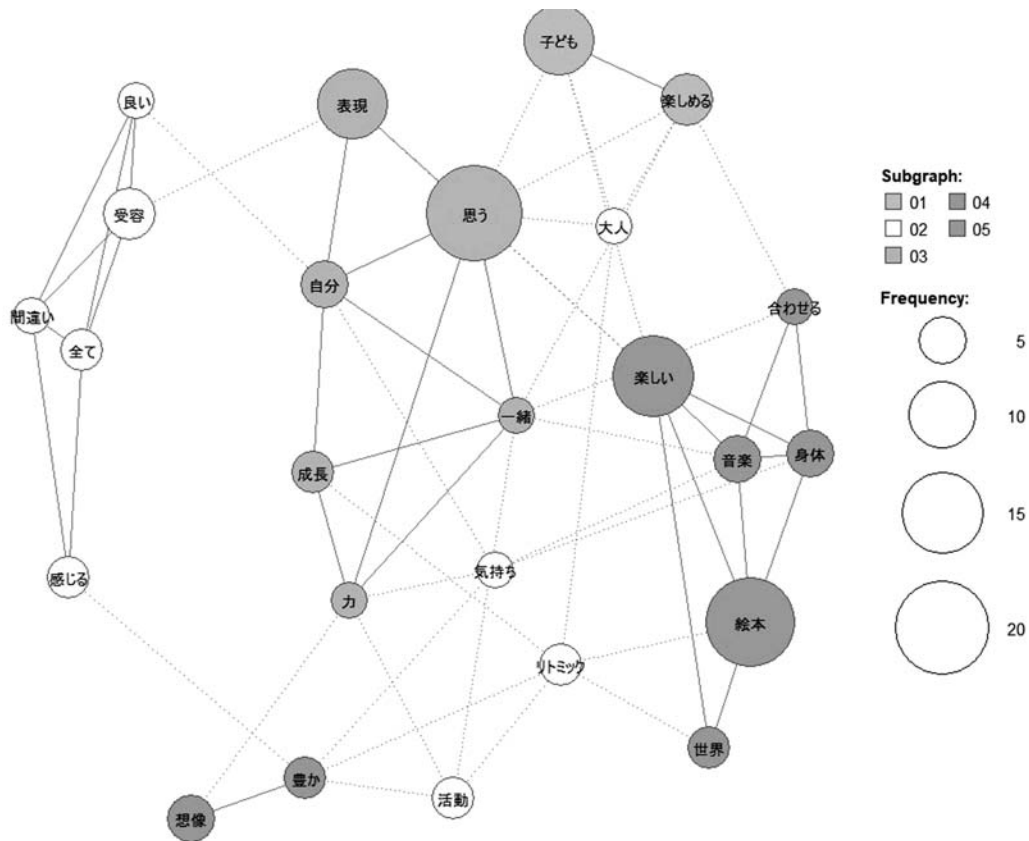 子ども
楽しめる
良い
表現
受容
思う
大人
自分
間違い
全て
合わせる
楽しい
一緒
音楽
身体
成長
感じる
気持ち
力
絵本
リトミック
世界
豊か
活動
想像
Subgraph:
01 04
02 05
03
Frequency:
5
10
15
20